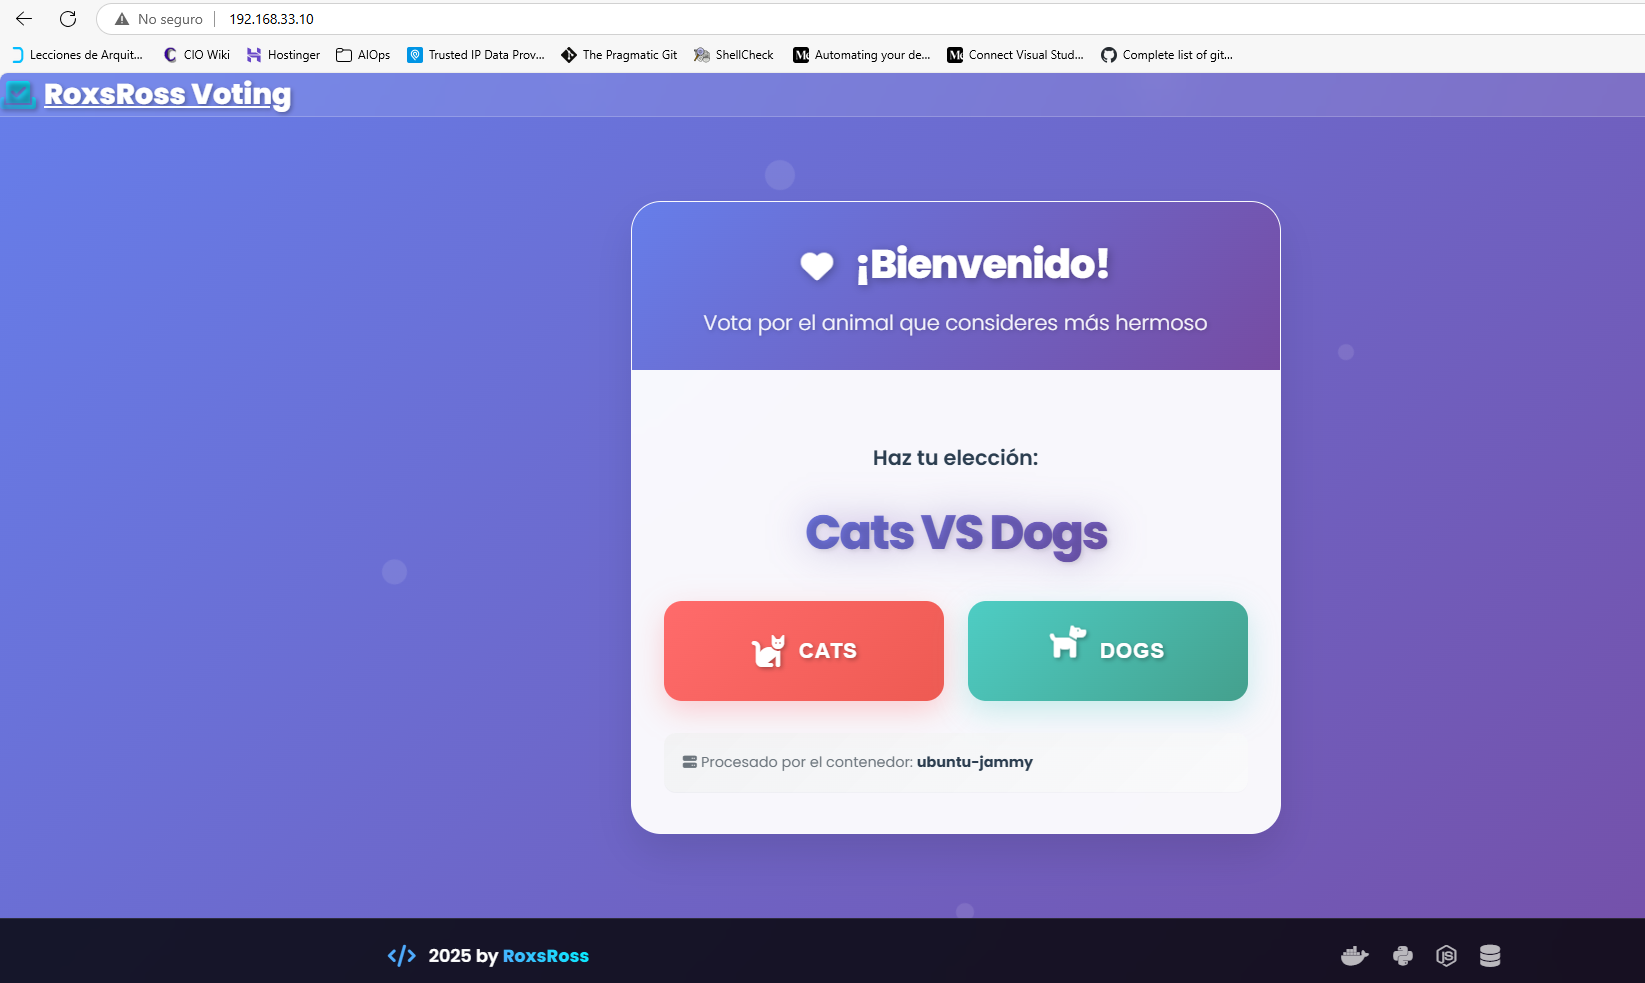 No seguro
192.168.33.10
Lecciones de Arquit...
CIO Wiki
Hostinger
AIOps
Trusted IP Data Prov...
The Pragmatic Git
ShellCheck
Automating your de...
Connect Visual Stud...
Complete list of git...
RoxsRoss Voting
¡Bienvenido!
Vota por el animal que consideres más hermoso
Haz tu elección:
Cats VS Dogs
CATS
DOGS
Procesado por el contenedor: ubuntu-jammy
</> 2025 by RoxsRoss